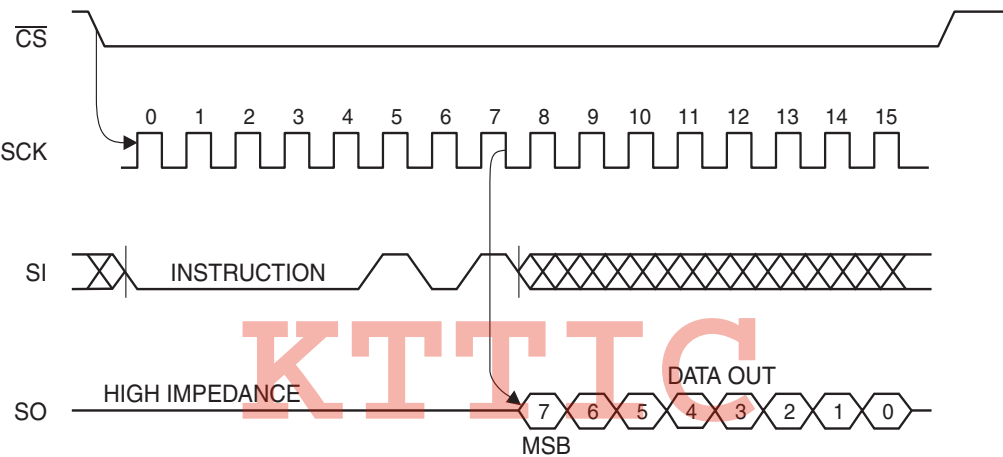 CS
0 1 2 3 4 5 6 7 8 9 10 11 12 13 14 15
SCK
SI INSTRUCTION
KTTIC
DATA OUT
HIGH IMPEDANCE
SO 7 6 5 4 3 2 1 0
MSB